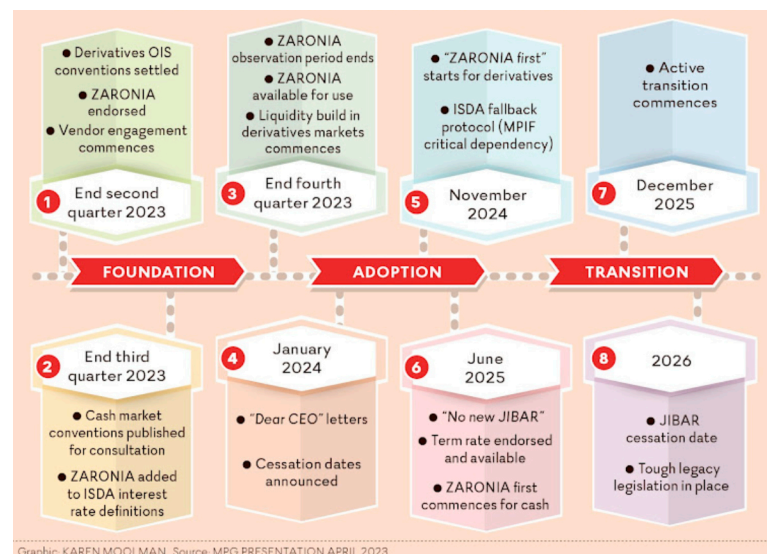 ● Derivatives OIS
conventions settled
● ZARONIA
endorsed
● Vendor engagement
commences
1
End second
quarter 2023
● ZARONIA
observation period ends
● ZARONIA
available for use
● Liquidity build in
derivatives markets
commences
3
End fourth
quarter 2023
● “ZARONIA first”
starts for derivatives
● ISDA fallback
protocol (MPIF
critical dependency)
5
November
2024
● Active
transition
commences
7
December
2025
FOUNDATION
ADOPTION
TRANSITION
2
End third
quarter 2023
● Cash market
conventions published
for consultation
● ZARONIA added
to ISDA interest
rate definitions
4
January
2024
● “Dear CEO” letters
● Cessation dates
announced
6
June
2025
● “No new JIBAR”
● Term rate endorsed
and available
● ZARONIA first
commences for cash
8
2026
● JIBAR
cessation date
● Tough legacy
legislation in place
Graphic: KAREN MOOLMAN Source: MPG PRESENTATION APRIL 2023